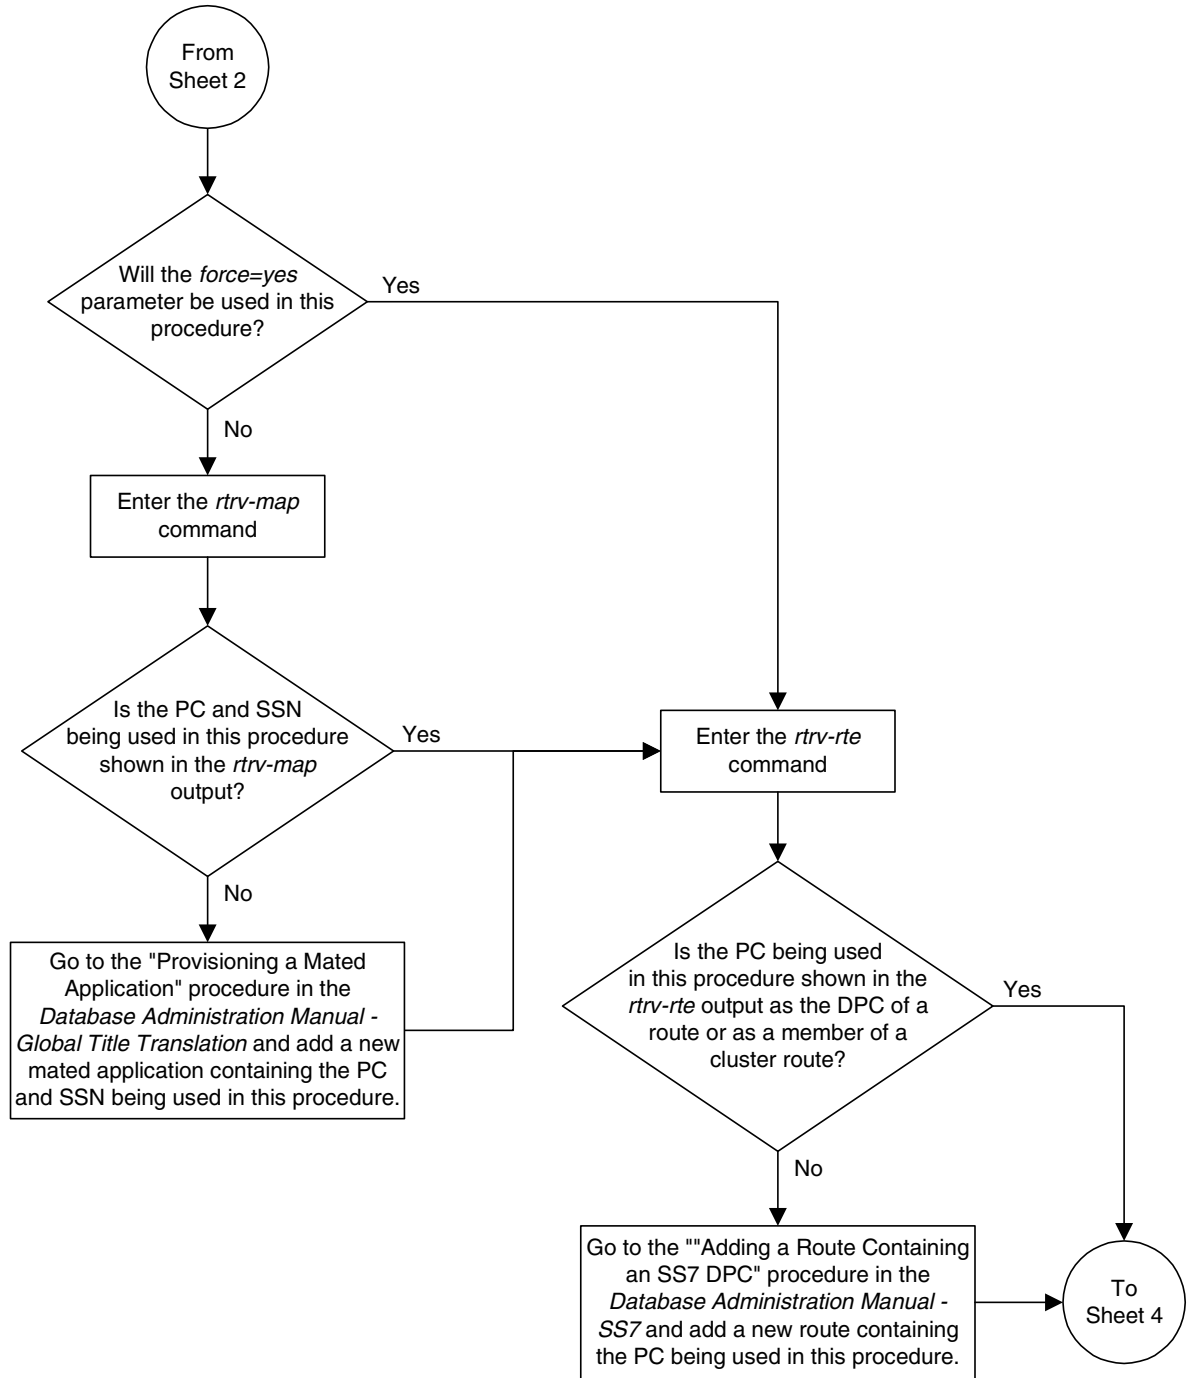 From
Sheet 2
Will the force=yes
parameter be used in this
procedure?
Yes
No
Enter the rtrv-map
command
Is the PC and SSN
being used in this procedure
shown in the rtrv-map
output?
Yes
No
Go to the "Provisioning a Mated
Application" procedure in the
Database Administration Manual -
Global Title Translation and add a new
mated application containing the PC
and SSN being used in this procedure.
Enter the rtrv-rte
command
Is the PC being used
in this procedure shown in the
rtrv-rte output as the DPC of a
route or as a member of a
cluster route?
Yes
No
Go to the ""Adding a Route Containing
an SS7 DPC" procedure in the
Database Administration Manual -
SS7 and add a new route containing
the PC being used in this procedure.
To
Sheet 4